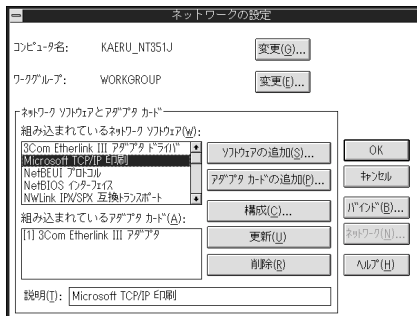 ネットワークの設定
コンピュータ名: KAERU_NT351J 変更(G)...
ワークグループ: WORKGROUP 変更(E)...
ネットワーク ソフトウェアとアダプタ カード
組み込まれているネットワーク ソフトウェア(W):
3Com Etherlink III アダプタ ドライバ
Microsoft TCP/IP 印刷
NetBEUI プロトコル
NetBIOS インターフェイス
NWLink IPX/SPX 互換トランスポート
組み込まれているアダプタ カード(A):
[1] 3Com Etherlink III アダプタ
ソフトウェアの追加(S)...
アダプタ カードの追加(P)...
構成(C)...
更新(U)
削除(R)
OK
キャンセル
バインド(B)...
ネットワーク(N)...
ヘルプ(H)
説明(T): Microsoft TCP/IP 印刷